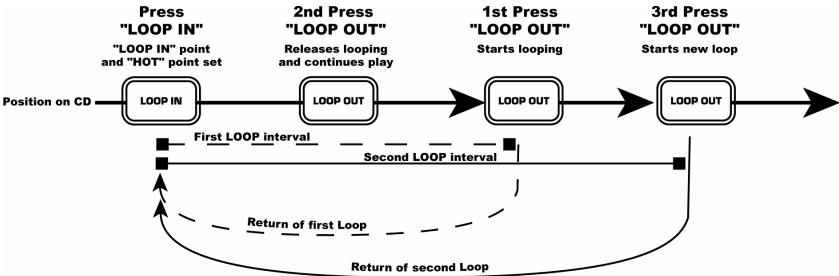 Press
"LOOP IN"
"LOOP IN" point
and "HOT" point set
2nd Press
"LOOP OUT"
Releases looping
and continues play
1st Press
"LOOP OUT"
Starts looping
3rd Press
"LOOP OUT"
Starts new loop
Position on CD
LOOP IN
LOOP OUT
LOOP OUT
LOOP OUT
First LOOP interval
Second LOOP interval
Return of first Loop
Return of second Loop